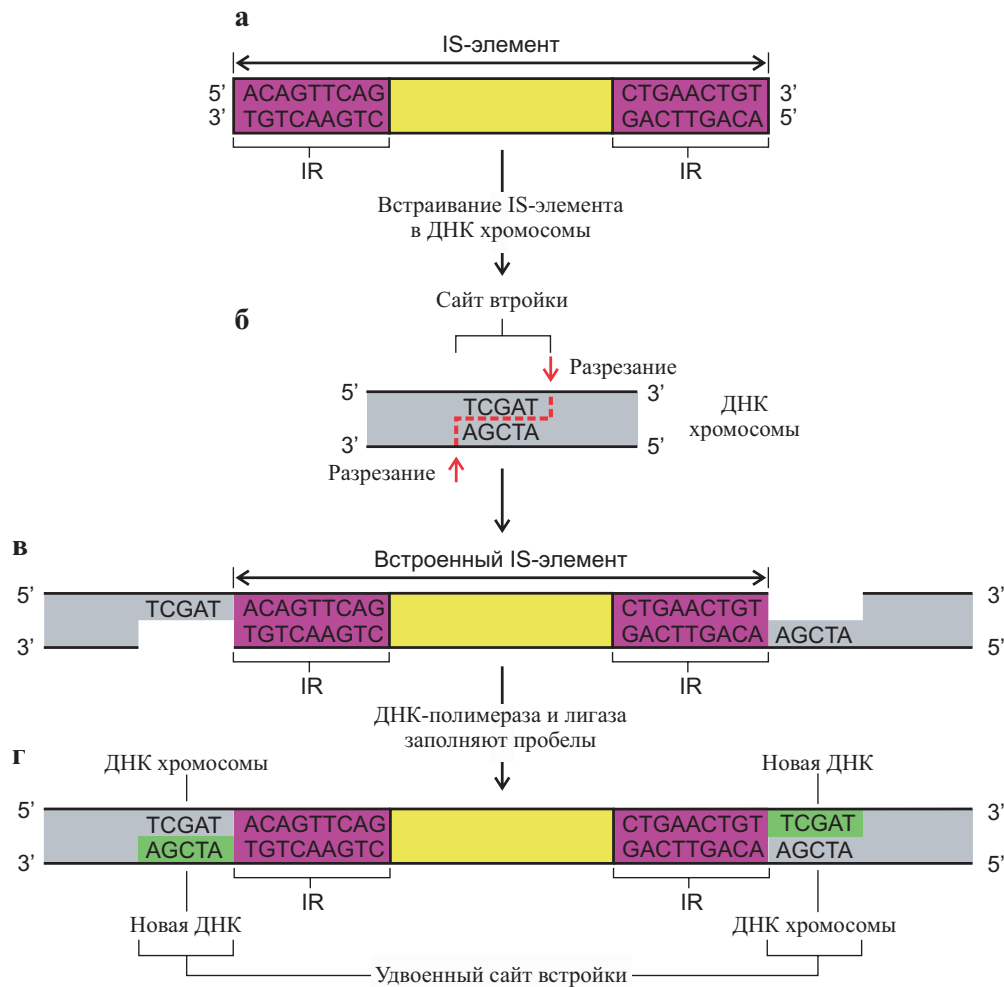 а
IS-элемент
5’ ACAGTTCAG CTGAACTGT 3’
3’ TGTCAAGTC GACTTGACA 5’
IR IR
Встраивание IS-элемента
в ДНК хромосомы
Сайт втройки
б
Разрезание
5’ 3’
TCGAT
ДНК
хромосомы
AGCTA
3’ 5’
Разрезание
в
Встроенный IS-элемент
5’ TCGAT ACAGTTCAG CTGAACTGT 3’
3’ TGTCAAGTC GACTTGACA AGCTA 5’
IR IR
ДНК-полимераза и лигаза
заполняют пробелы
г
ДНК хромосомы Новая ДНК
5’ TCGAT ACAGTTCAG CTGAACTGT TCGAT 3’
3’ AGCTA TGTCAAGTC GACTTGACA AGCTA 5’
IR IR
Новая ДНК ДНК хромосомы
Удвоенный сайт встройки